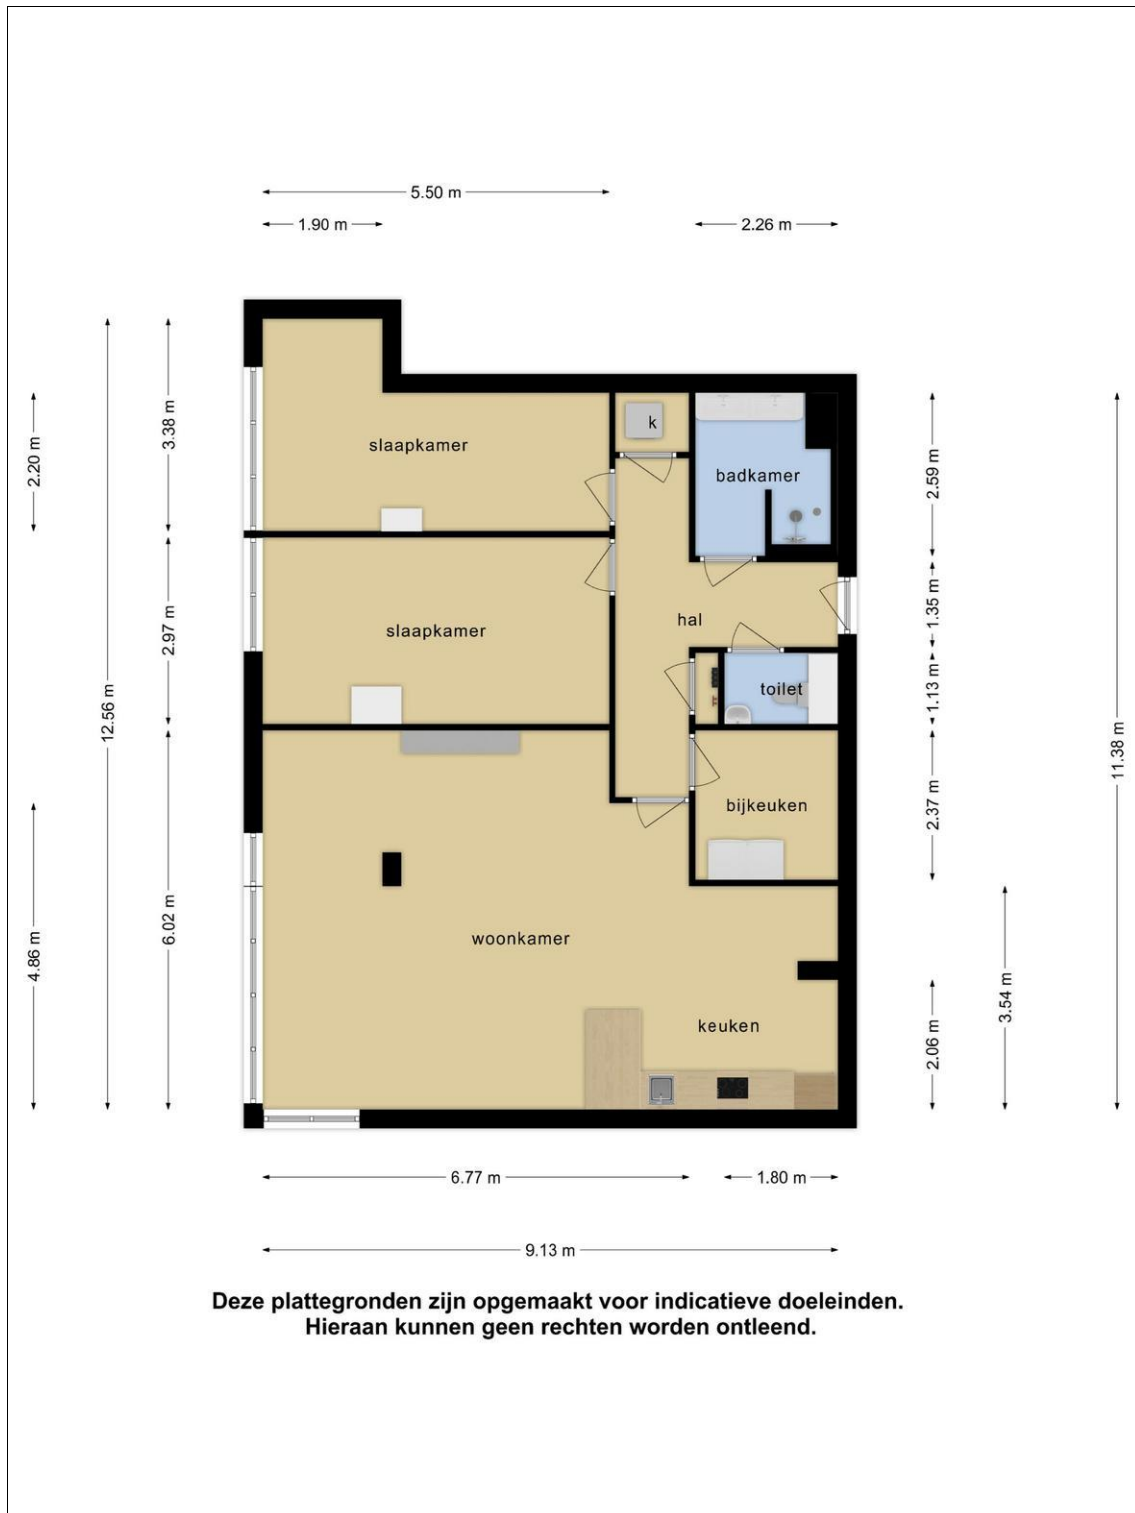 5.50 m
1.90 m
2.26 m
12.56 m
3.38 m
2.20 m
2.97 m
6.02 m
4.86 m
2.59 m
1.35 m
1.13 m
2.37 m
2.06 m
3.54 m
11.38 m
k
slaapkamer
badkamer
hal
slaapkamer
toilet
bijkeuken
woonkamer
keuken
6.77 m
1.80 m
9.13 m
Deze plattegronden zijn opgemaakt voor indicatieve doeleinden.
Hieraan kunnen geen rechten worden ontleend.